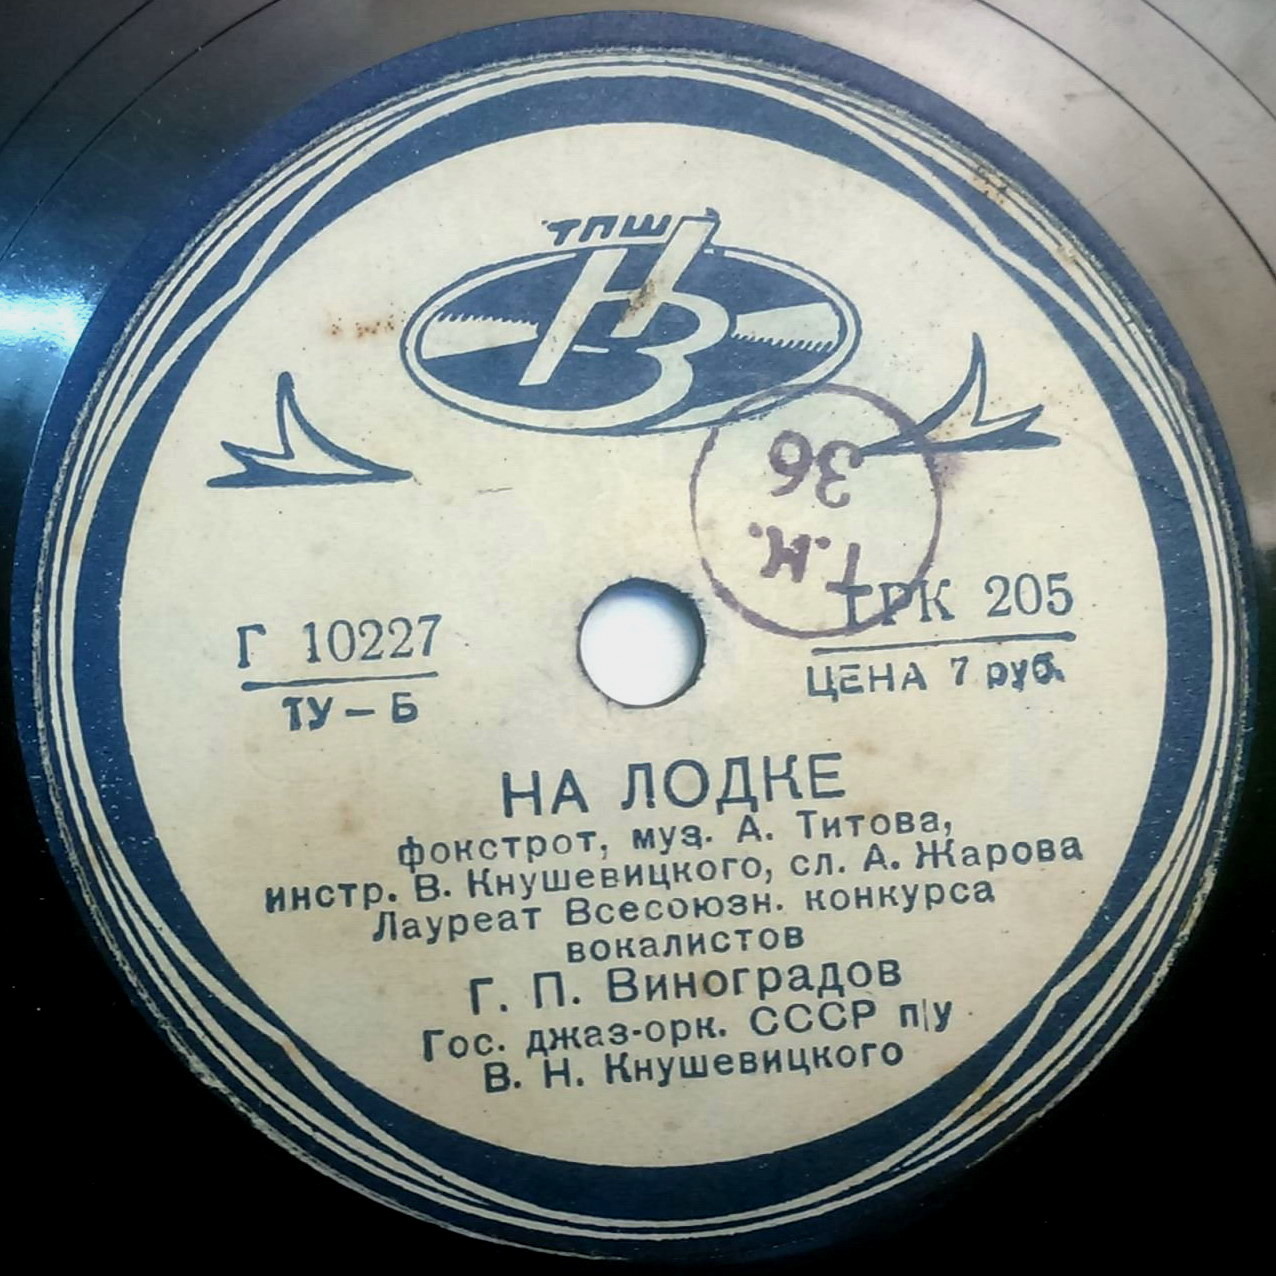 ТПШ
НЗ
36
Т.М.
Г 10227
ТУ – Б
ГРК 205
ЦЕНА 7 руб.
НА ЛОДКЕ
фокстрот, муз. А. Титова,
инстр. В. Кнушевицкого, сл. А. Жарова
Лауреат Всесоюзн. конкурса
вокалистов
Г. П. Виноградов
Гос. джаз-орк. СССР п/у
В. Н. Кнушевицкого